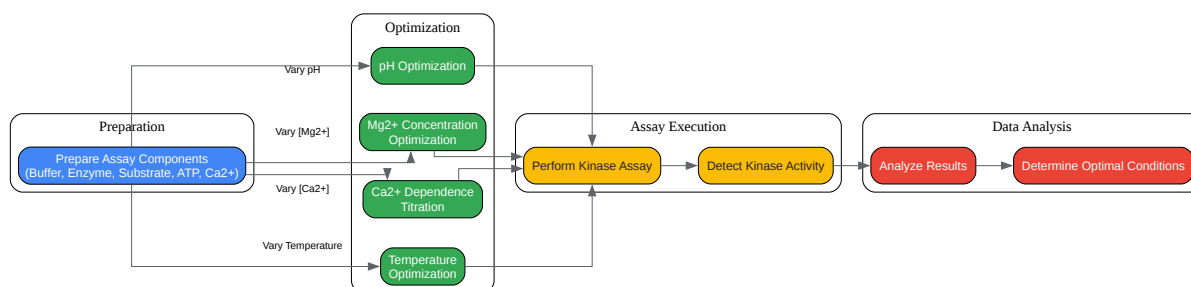 Optimization
Vary pH
pH Optimization
Preparation
Vary [Mg2+]
Mg2+ Concentration
Optimization
Assay Execution
Data Analysis
Prepare Assay Components
(Buffer, Enzyme, Substrate, ATP, Ca2+)
Perform Kinase Assay
Detect Kinase Activity
Analyze Results
Determine Optimal Conditions
Vary [Ca2+]
Ca2+ Dependence
Titration
Vary Temperature
Temperature
Optimization